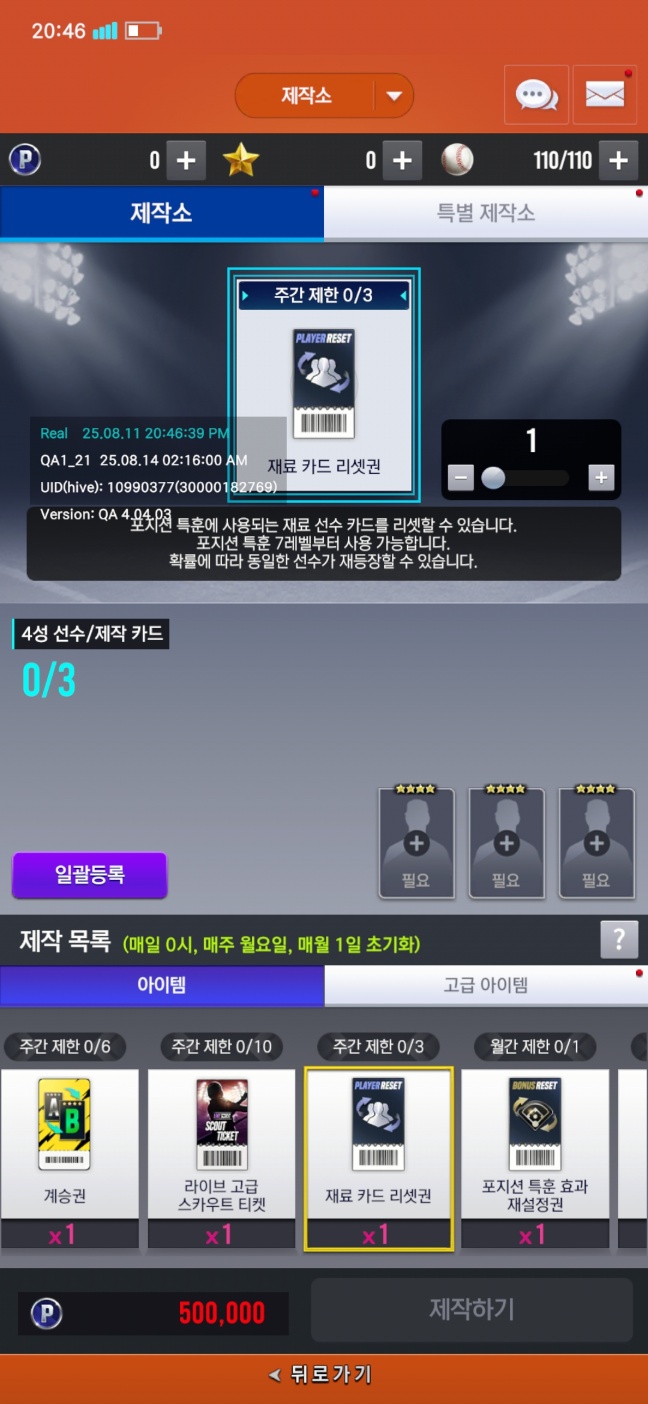 20:46
제작소
0
0
110/110
제작소
특별 제작소
주간 제한 0/3
PLAYER RESET
재료 카드 리셋권
Real 25.08.11 20:46:39 PM
QA1_21 25.08.14 02:16:00 AM
UID(hive): 10990377(30000182769)
Version: QA 4.04.03
1
포지션 특훈에 사용되는 재료 선수 카드를 리셋할 수 있습니다.
포지션 특훈 7레벨부터 사용 가능합니다.
확률에 따라 동일한 선수가 재등장할 수 있습니다.
4성 선수/제작 카드
0/3
필요
필요
필요
일괄등록
제작 목록 (매일 0시, 매주 월요일, 매월 1일 초기화)
?
아이템
고급 아이템
주간 제한 0/6
주간 제한 0/10
주간 제한 0/3
월간 제한 0/1
A B
SCOUT TICKET
PLAYER RESET
BONUS RESET
계승권
라이브 고급
스카우트 티켓
재료 카드 리셋권
포지션 특훈 효과
재설정권
x1
x1
x1
x1
P
500,000
제작하기
뒤로가기